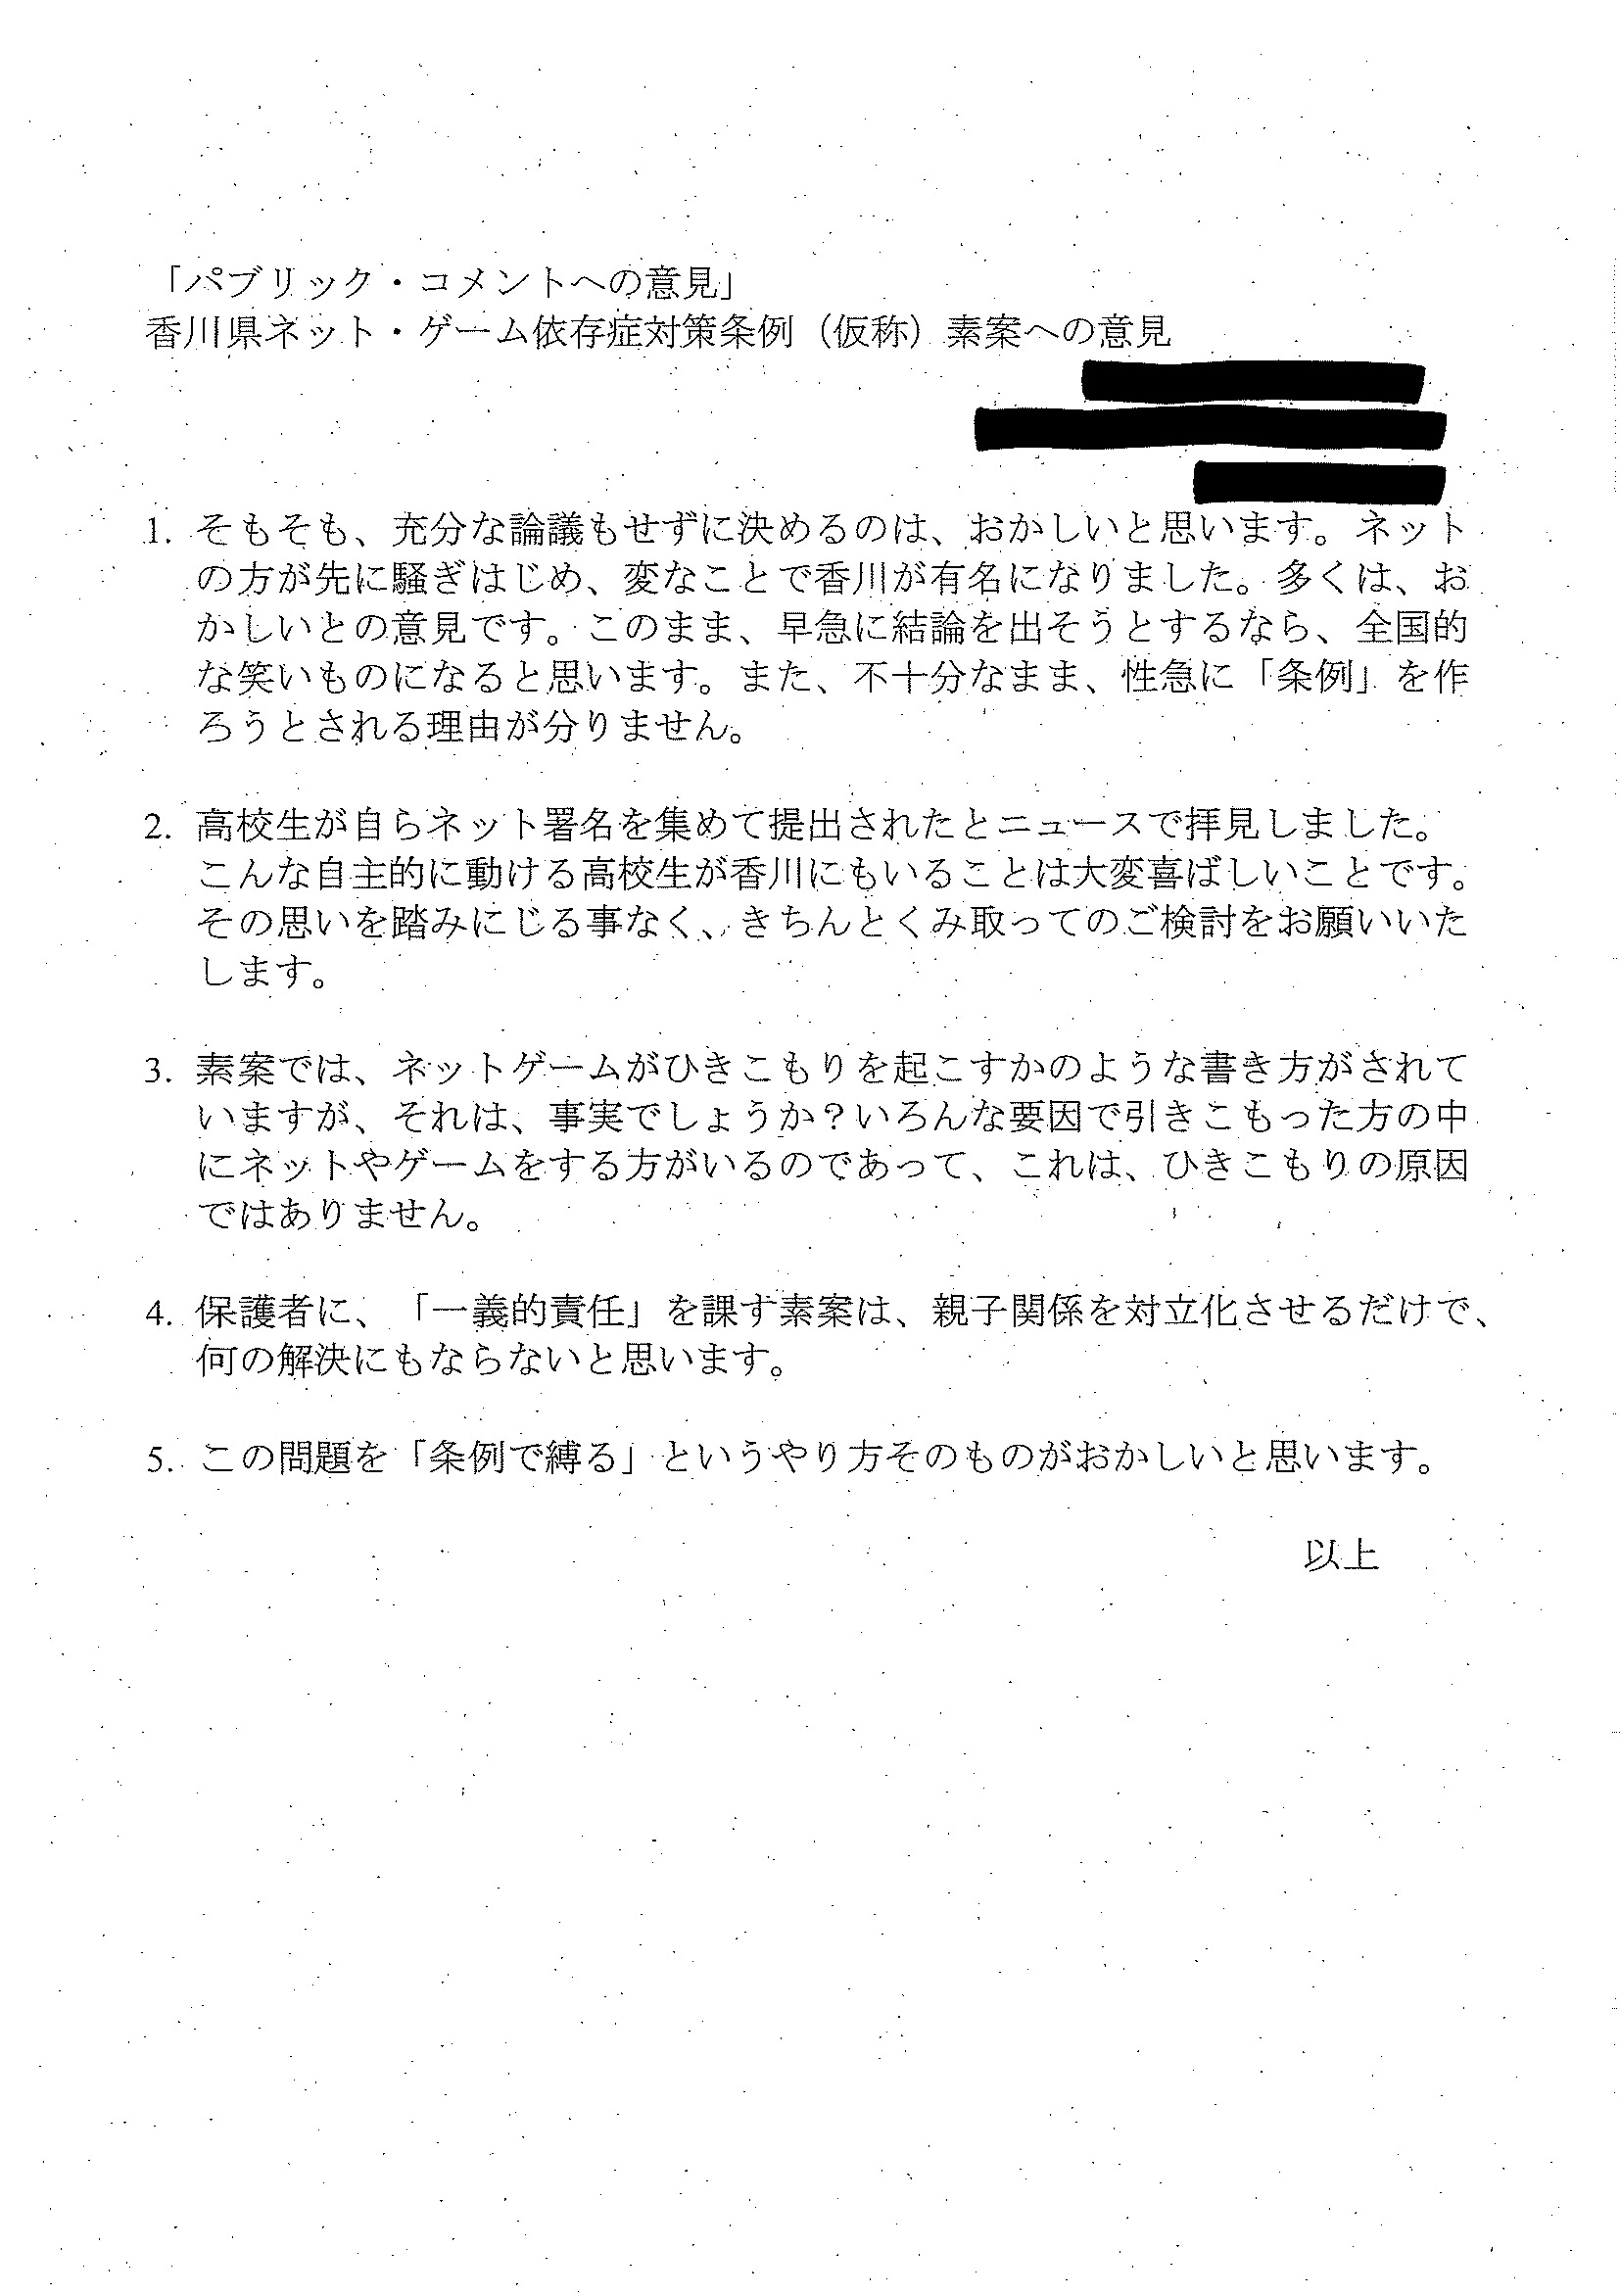 「パブリック・コメントへの意見」
香川県ネット・ゲーム依存症対策条例（仮称）素案への意見
1. そもそも、充分な論議もせずに決めるのは、おかしいと思います。ネット
の方が先に騒ぎはじめ、変なことで香川が有名になりました。多くは、お
かしいとの意見です。このまま、早急に結論を出そうとするなら、全国的
な笑いものになると思います。また、不十分なまま、性急に「条例」を作
ろうとされる理由が分りません。
2. 高校生が自らネット署名を集めて提出されたとニュースで拝見しました。
こんな自主的に動ける高校生が香川にもいることは大変喜ばしいことです。
その思いを踏みにじる事なく、きちんとくみ取ってのご検討をお願いいた
します。
3. 素案では、ネットゲームがひきこもりを起こすかのような書き方がされて
いますが、それは、事実でしょうか？いろんな要因で引きこもった方の中
にネットやゲームをする方がいるのであって、これは、ひきこもりの原因
ではありません。
4. 保護者に、「一義的責任」を課す素案は、親子関係を対立化させるだけで、
何の解決にもならないと思います。
5. この問題を「条例で縛る」というやり方そのものがおかしいと思います。
以上